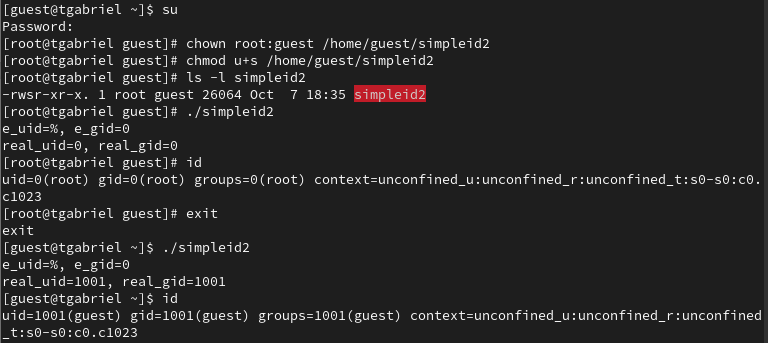 [guest@tgabriel ~]$ su
Password:
[root@tgabriel guest]# chown root:guest /home/guest/simpleid2
[root@tgabriel guest]# chmod u+s /home/guest/simpleid2
[root@tgabriel guest]# ls -l simpleid2
-rwsr-xr-x. 1 root guest 26064 Oct  7 18:35 simpleid2
[root@tgabriel guest]# ./simpleid2
e_uid=%, e_gid=0
real_uid=0, real_gid=0
[root@tgabriel guest]# id
uid=0(root) gid=0(root) groups=0(root) context=unconfined_u:unconfined_r:unconfined_t:s0-s0:c0.
c1023
[root@tgabriel guest]# exit
exit
[guest@tgabriel ~]$ ./simpleid2
e_uid=%, e_gid=0
real_uid=1001, real_gid=1001
[guest@tgabriel ~]$ id
uid=1001(guest) gid=1001(guest) groups=1001(guest) context=unconfined_u:unconfined_r:unconfined
_t:s0-s0:c0.c1023